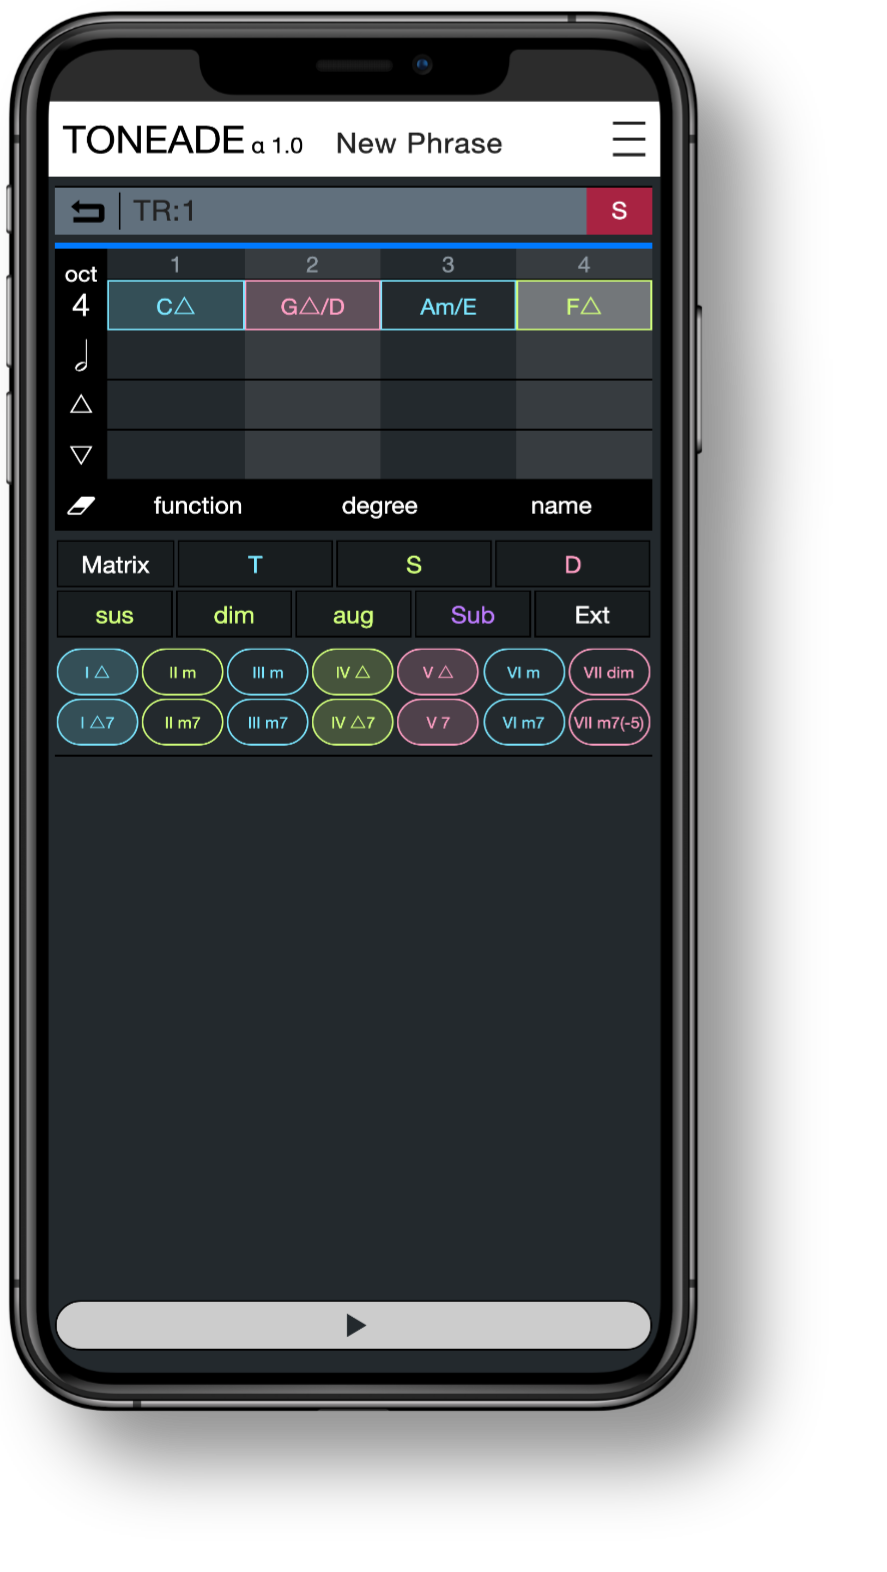 TONEADE α 1.0 New Phrase
TR:1 S
oct 1 2 3 4
4 C△ G△/D Am/E F△
function degree name
Matrix T S D
sus dim aug Sub Ext
I △ II m III m IV △ V △ VI m VII dim
I △7 II m7 III m7 IV △7 V 7 VI m7 VII m7(-5)